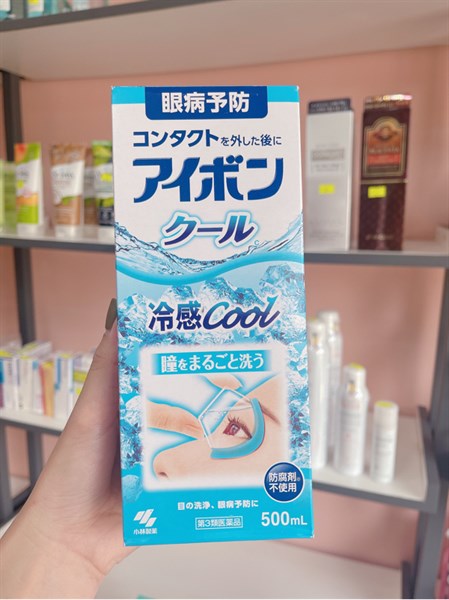 眼病予防
コンタクトを外した後に
アイボン
クール
冷感Cool
瞳をまるごと洗う
防腐剤
不使用
目の洗浄、眼病予防に
小林製薬
第3類医薬品
500mL